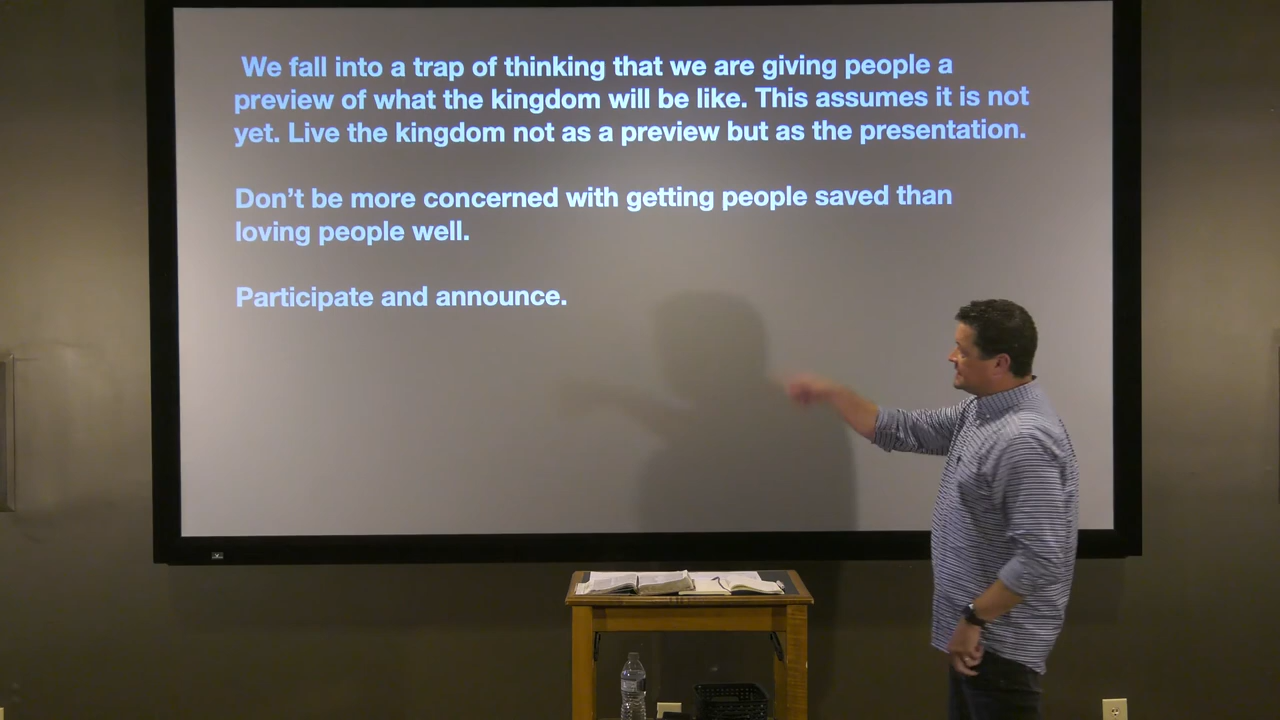 We fall into a trap of thinking that we are giving people a
preview of what the kingdom will be like. This assumes it is not
yet. Live the kingdom not as a preview but as the presentation.
Don’t be more concerned with getting people saved than
loving people well.
Participate and announce.